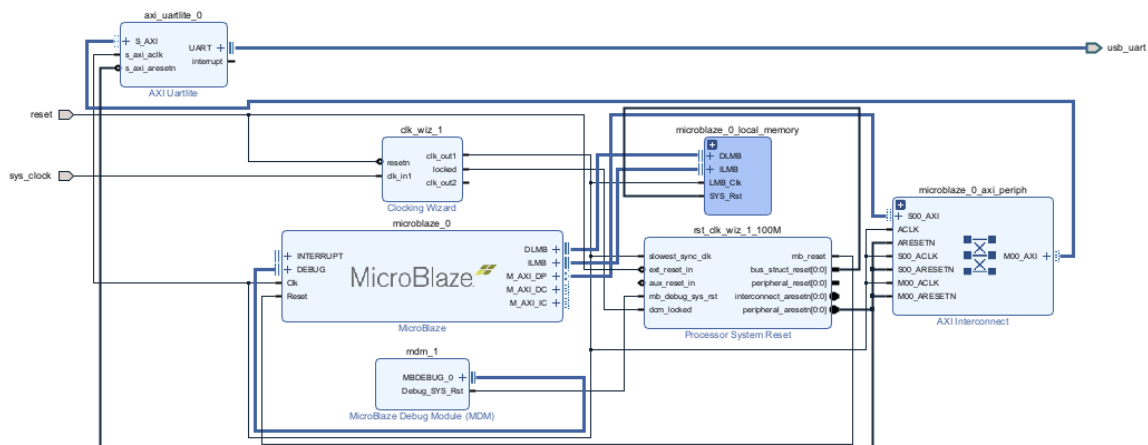 axi_uartlite_0
S_AXI
s_axi_aclk
s_axi_aresetn
UART
interrupt
AXI Uartlite
usb_uart
reset
sys_clock
clk_wiz_1
resetn
clk_in1
clk_out1
locked
clk_out2
Clocking Wizard
microblaze_0_local_memory
DLMB
ILMB
LMB_Clk
SYS_Rst
microblaze_0_axi_periph
S00_AXI
ACLK
ARESETN
S00_ACLK
S00_ARESETN
M00_ACLK
M00_ARESETN
M00_AXI
AXI Interconnect
microblaze_0
INTERRUPT
DEBUG
Clk
Reset
MicroBlaze
DLMB
ILMB
M_AXI_DP
M_AXI_DC
M_AXI_IC
MicroBlaze
rst_clk_wiz_1_100M
slowest_sync_clk
ext_reset_in
aux_reset_in
mb_debug_sys_rst
dcm_locked
mb_reset
bus_struct_reset[0:0]
peripheral_reset[0:0]
interconnect_aresetn[0:0]
peripheral_aresetn[0:0]
Processor System Reset
mdm_1
MBDEBUG_0
Debug_SYS_Rst
MicroBlaze Debug Module (MDM)